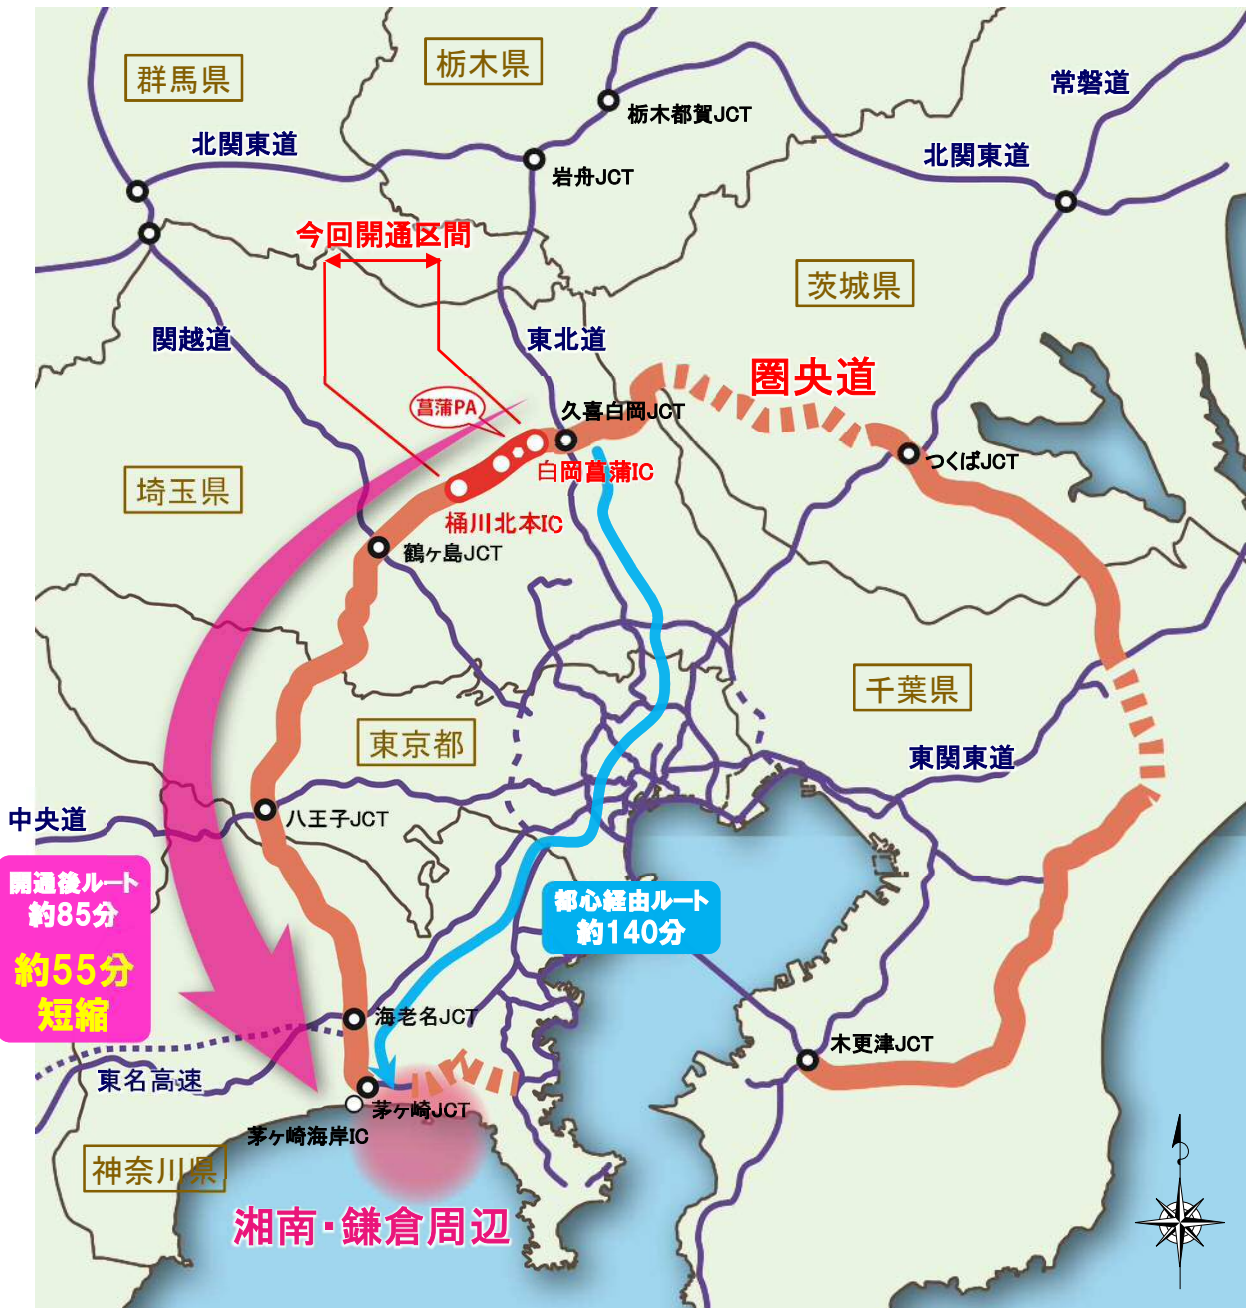 群馬県
栃木県
常磐道
栃木都賀JCT
北関東道
北関東道
岩舟JCT
今回開通区間
茨城県
関越道
東北道
圏央道
菖蒲PA
久喜白岡JCT
つくばJCT
白岡菖蒲IC
埼玉県
桶川北本IC
鶴ヶ島JCT
千葉県
東京都
東関東道
中央道
八王子JCT
開通後ルート
約85分
約55分
短縮
都心経由ルート
約140分
海老名JCT
木更津JCT
東名高速
茅ヶ崎JCT
茅ヶ崎海岸IC
神奈川県
湘南・鎌倉周辺